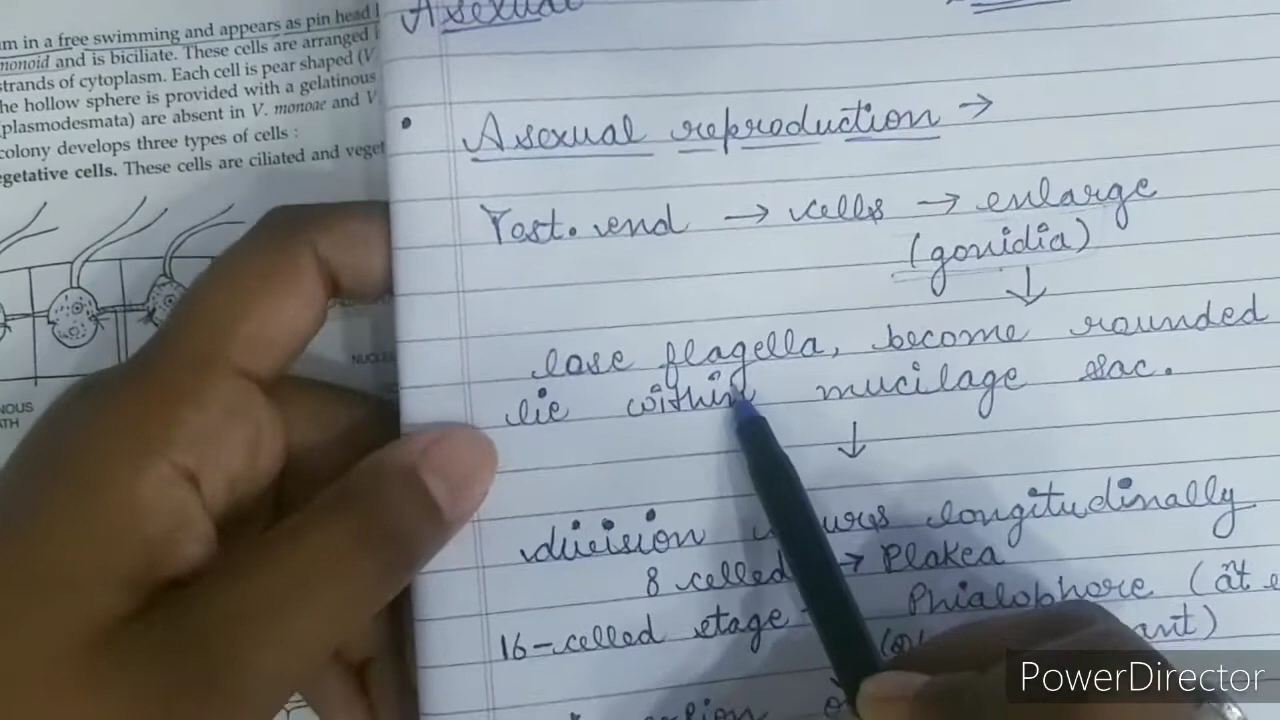 m in a free swimming and appears as pin head
monoid and is biciliate. These cells are arranged
strands of cytoplasm. Each cell is pear shaped (V
he hollow sphere is provided with a gelatinous
(plasmodesmata) are absent in V. monoae and V.
colony develops three types of cells :
egetative cells. These cells are ciliated and veget
NUCLE
NOUS
ATH
Asexual
• Asexual reproduction →
Post. end → cells → enlarge
(gonidia)
↓
lose flagella, become rounded
lie within mucilage sac.
↓
division longitudinally
8 celled → Plakea
16-celled stage Phialophore (at
PowerDirector